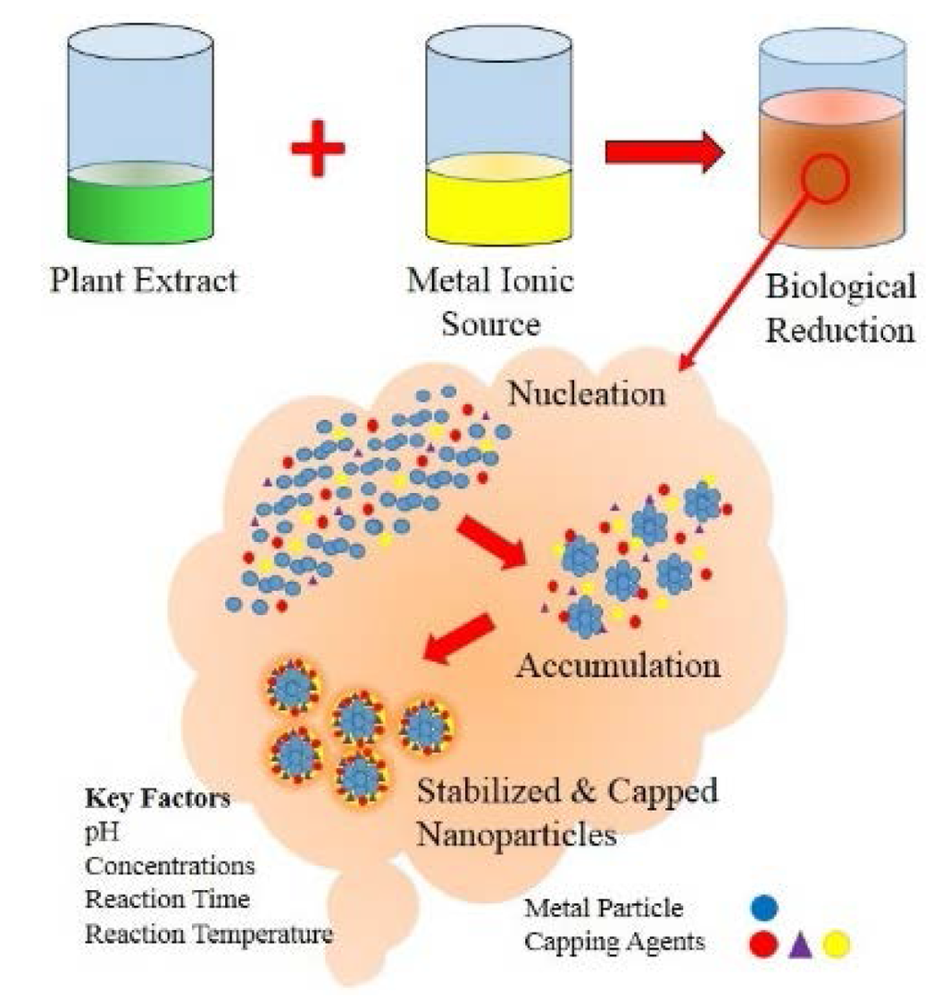 Plant Extract
Metal Ionic
Source
Biological
Reduction
Nucleation
Accumulation
Stabilized & Capped
Nanoparticles
Key Factors
pH
Concentrations
Reaction Time
Reaction Temperature
Metal Particle
Capping Agents